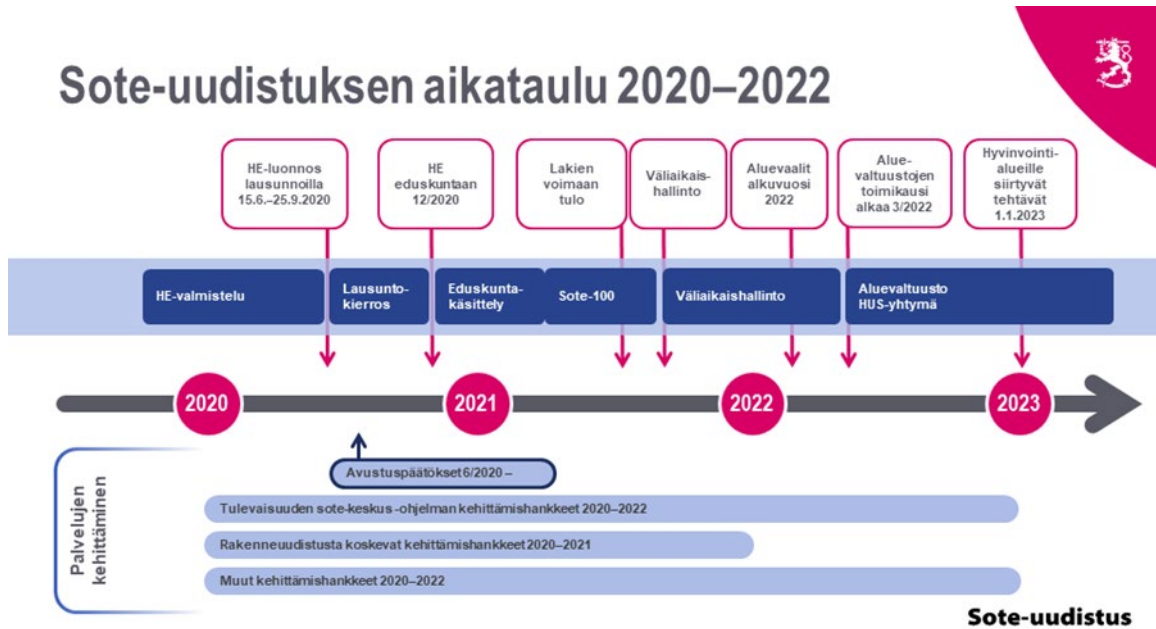 Sote-uudistuksen aikataulu 2020–2022
HE-luonnos
lausunnoilla
15.6.–25.9.2020
HE
eduskuntaan
12/2020
Lakien
voimaan
tulo
Väliaikais-
hallinto
Aluevaalit
alkuvuosi
2022
Alue-
valtuustojen
toimikausi
alkaa 3/2022
Hyvinvointi-
alueille
siirtyvät
tehtävät
1.1.2023
HE-valmistelu
Lausunto-
kierros
Eduskunta-
käsittely
Sote-100
Väliaikaishallinto
Aluevaltuusto
HUS-yhtymä
2020
2021
2022
2023
Palvelujen
kehittäminen
Avustuspäätökset 6/2020 –
Tulevaisuuden sote-keskus -ohjelman kehittämishankkeet 2020–2022
Rakenneuudistusta koskevat kehittämishankkeet 2020–2021
Muut kehittämishankkeet 2020–2022
Sote-uudistus